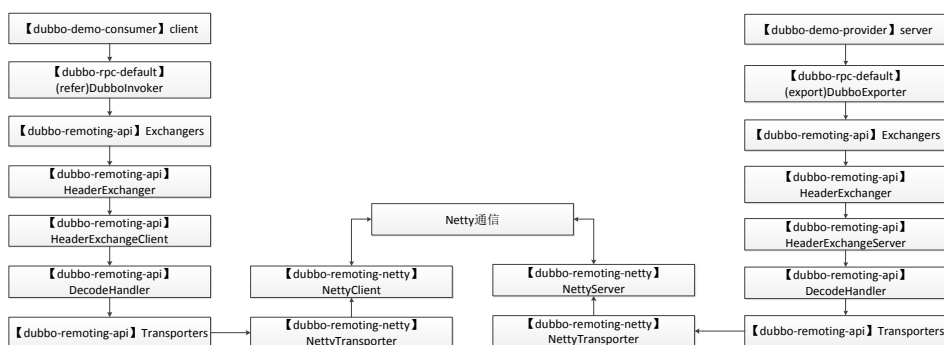 【dubbo-demo-consumer】client
【dubbo-rpc-default】
(refer)DubboInvoker
【dubbo-remoting-api】Exchangers
【dubbo-remoting-api】
HeaderExchanger
【dubbo-remoting-api】
HeaderExchangeClient
【dubbo-remoting-api】
DecodeHandler
【dubbo-remoting-api】Transporters
【dubbo-remoting-netty】
NettyTransporter
【dubbo-remoting-netty】
NettyClient
Netty通信
【dubbo-remoting-netty】
NettyServer
【dubbo-remoting-netty】
NettyTransporter
【dubbo-demo-provider】server
【dubbo-rpc-default】
(export)DubboExporter
【dubbo-remoting-api】Exchangers
【dubbo-remoting-api】
HeaderExchanger
【dubbo-remoting-api】
HeaderExchangeServer
【dubbo-remoting-api】
DecodeHandler
【dubbo-remoting-api】Transporters